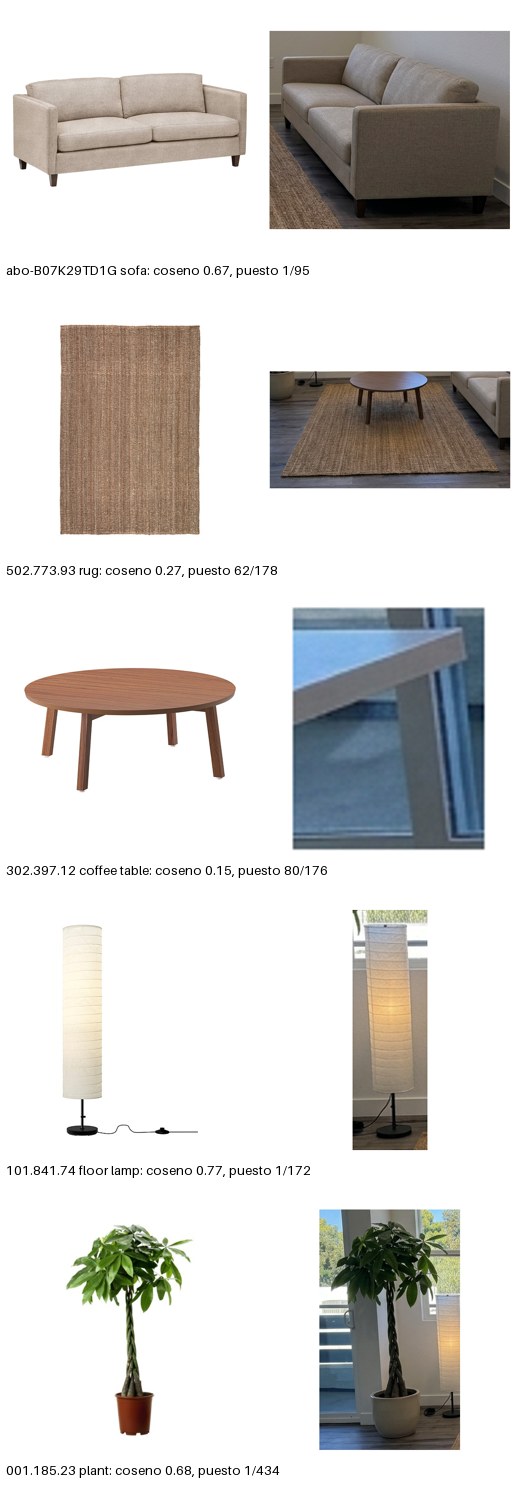 abo-B07K29TD1G sofa: coseno 0.67, puesto 1/95
502.773.93 rug: coseno 0.27, puesto 62/178
302.397.12 coffee table: coseno 0.15, puesto 80/176
101.841.74 floor lamp: coseno 0.77, puesto 1/172
001.185.23 plant: coseno 0.68, puesto 1/434